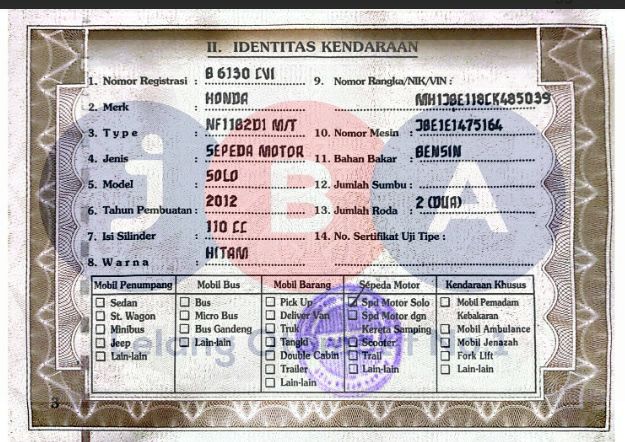 II. IDENTITAS KENDARAAN
1. Nomor Registrasi : B 6130 CVI
2. Merk : HONDA
3. Type : NF11B2D1 M/T
4. Jenis : SEPEDA MOTOR
5. Model : SOLO
6. Tahun Pembuatan : 2012
7. Isi Silinder : 110 CC
8. Warna : HITAM
9. Nomor Rangka/NIK/VIN :
MH1JBE118CK485039
10. Nomor Mesin : JBE1E1475164
11. Bahan Bakar : BENSIN
12. Jumlah Sumbu :
13. Jumlah Roda : 2 (DUA)
14. No. Sertifikat Uji Tipe :
Mobil Penumpang
Sedan
St. Wagon
Minibus
Jeep
Lain-lain
Mobil Bus
Bus
Micro Bus
Bus Gandeng
Lain-lain
Mobil Barang
Pick Up
Deliver Van
Truk
Tangki
Double Cabin
Trailer
Lain-lain
Sepeda Motor
Spd Motor Solo
Spd Motor dgn
Kereta Samping
Scooter
Trail
Lain-lain
Kendaraan Khusus
Mobil Pemadam
Kebakaran
Mobil Ambulance
Mobil Jenazah
Fork Lift
Lain-lain
iBA
3